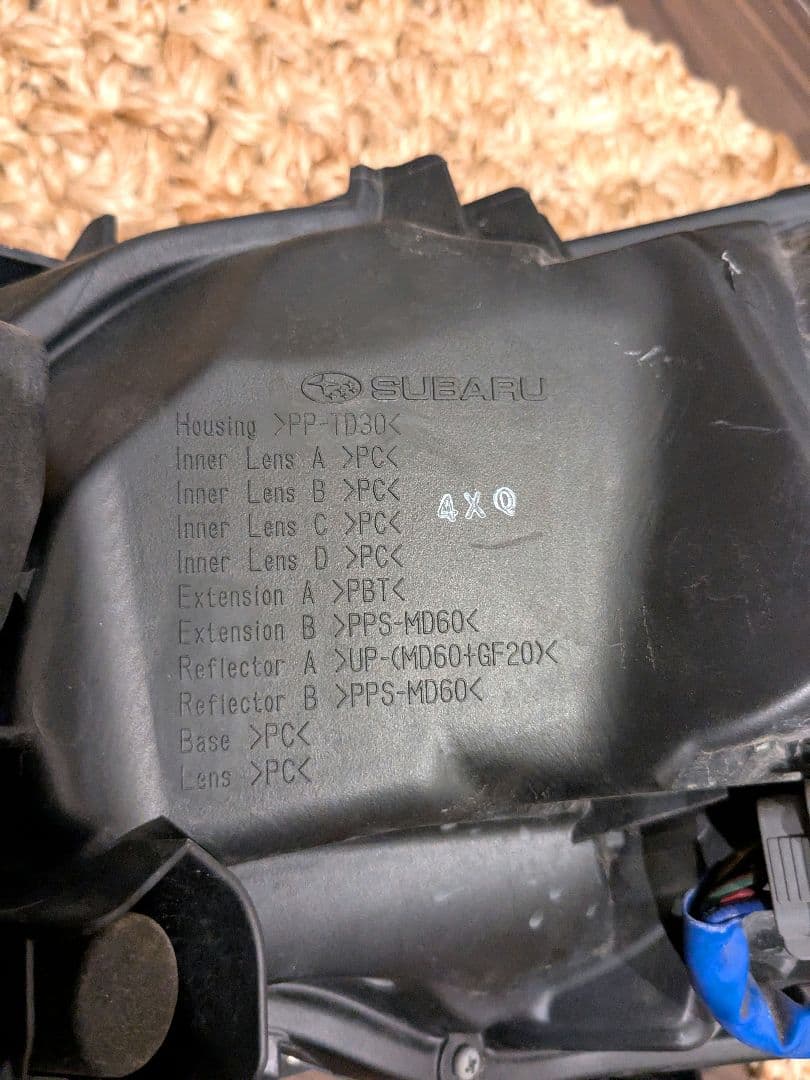 SUBARU
Housing >PP-TD30<
Inner Lens A >PC<
Inner Lens B >PC<
4XQ
Inner Lens C >PC<
Inner Lens D >PC<
Extension A >PBT<
Extension B >PPS-MD60<
Reflector A >UP-(MD60+GF20)<
Reflector B >PPS-MD60<
Base >PC<
Lens >PC<